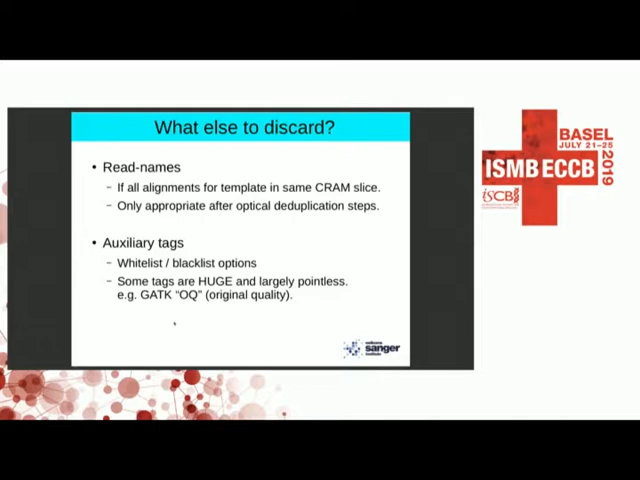 What else to discard?
• Read-names
– If all alignments for template in same CRAM slice.
– Only appropriate after optical deduplication steps.
• Auxiliary tags
– Whitelist / blacklist options
– Some tags are HUGE and largely pointless.
e.g. GATK “OQ” (original quality).
wellcome
sanger
institute
BASEL
JULY 21–25
2019
ISMB ECCB
ISCB